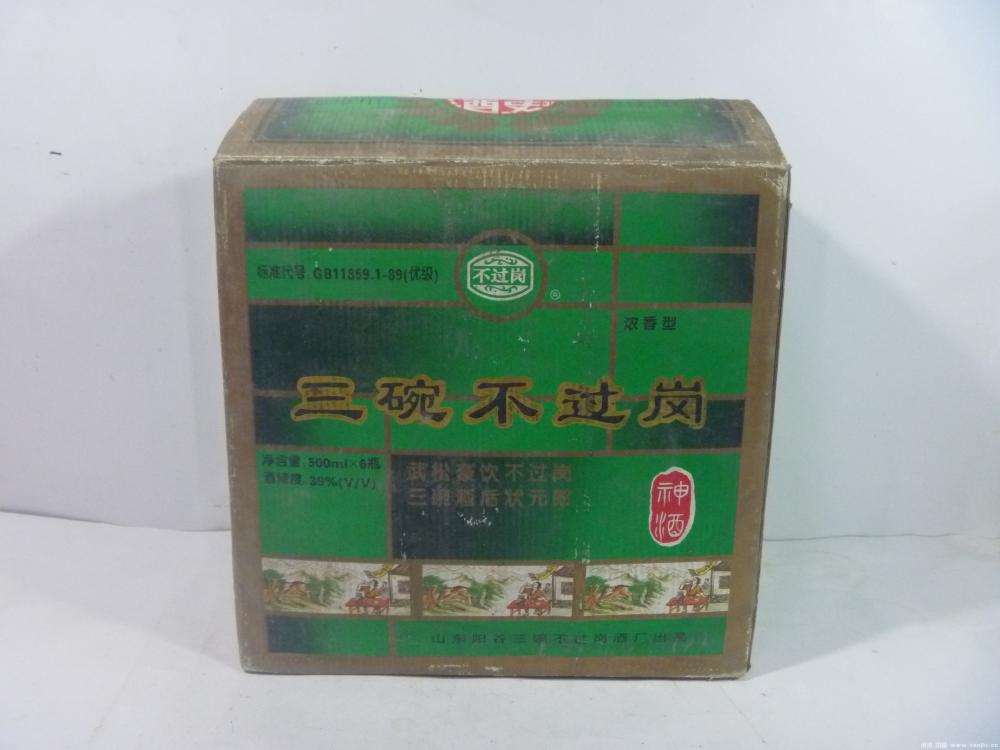 标准代号:GB11859.1-89(优级)
不过岗
®
浓香型
三碗不过岗
净含量:500ml×6瓶
酒精度:39%(V/V)
武松豪饮不过岗
三碗酒后状元郎
神酒
山东阳谷三碗不过岗酒厂出品